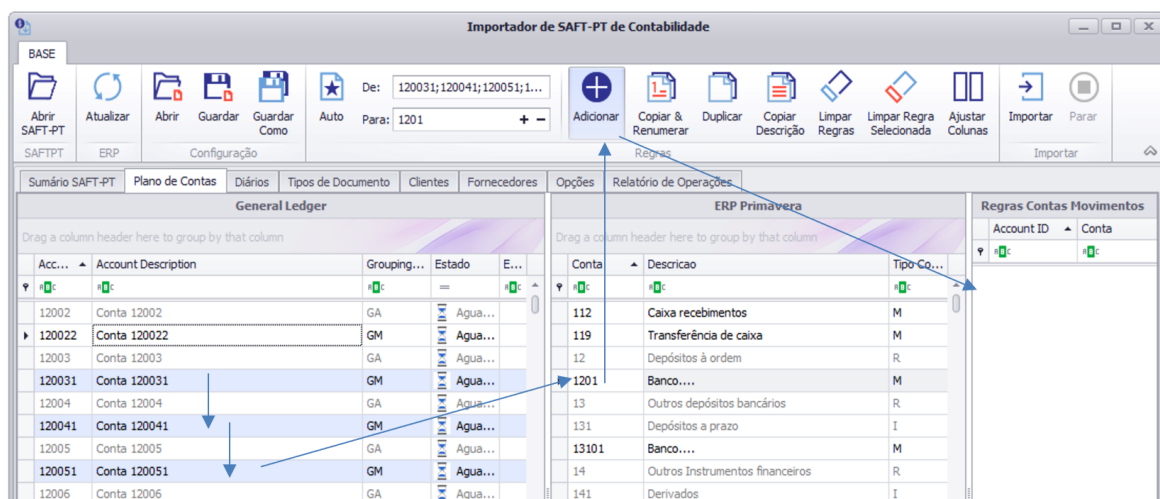 Importador de SAFT-PT de Contabilidade
BASE
Abrir SAFT-PT
Atualizar
Abrir
Guardar
Guardar Como
Auto
De: 120031;120041;120051;1...
Para: 1201
Adicionar
Copiar & Renumerar
Duplicar
Copiar Descrição
Limpar Regras
Limpar Regra Selecionada
Ajustar Colunas
Importar
Parar
SAFTPT ERP Configuração Regras Importar
Sumário SAFT-PT Plano de Contas Diários Tipos de Documento Clientes Fornecedores Opções Relatório de Operações
General Ledger
Drag a column header here to group by that column
Acc... Account Description Grouping... Estado E...
12002 Conta 12002 GA Agua...
120022 Conta 120022 GM Agua...
12003 Conta 12003 GA Agua...
120031 Conta 120031 GM Agua...
12004 Conta 12004 GA Agua...
120041 Conta 120041 GM Agua...
12005 Conta 12005 GA Agua...
120051 Conta 120051 GM Agua...
12006 Conta 12006 GA Agua...
ERP Primavera
Drag a column header here to group by that column
Conta Descricao Tipo Co...
112 Caixa recebimentos M
119 Transferência de caixa M
12 Depósitos à ordem R
1201 Banco.... M
13 Outros depósitos bancários R
131 Depósitos a prazo I
13101 Banco.... M
14 Outros Instrumentos financeiros R
141 Derivados I
Regras Contas Movimentos
Account ID Conta